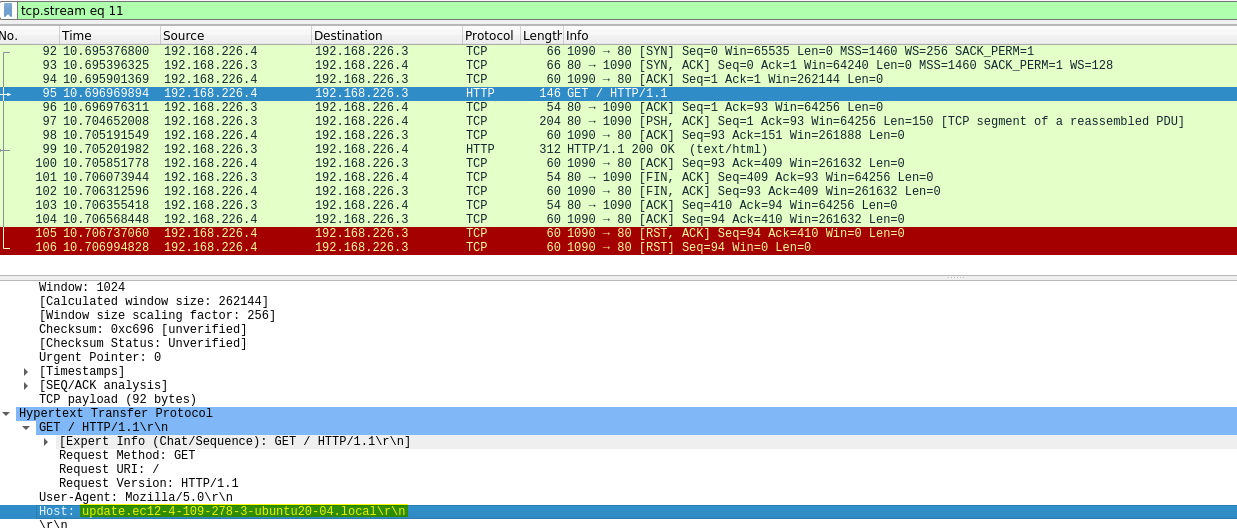 tcp.stream eq 11
No. Time Source Destination Protocol Length Info
92 10.695376800 192.168.226.4 192.168.226.3 TCP 66 1090 → 80 [SYN] Seq=0 Win=65535 Len=0 MSS=1460 WS=256 SACK_PERM=1
93 10.695396325 192.168.226.3 192.168.226.4 TCP 66 80 → 1090 [SYN, ACK] Seq=0 Ack=1 Win=64240 Len=0 MSS=1460 SACK_PERM=1 WS=128
94 10.695901369 192.168.226.4 192.168.226.3 TCP 60 1090 → 80 [ACK] Seq=1 Ack=1 Win=262144 Len=0
95 10.696969894 192.168.226.4 192.168.226.3 HTTP 146 GET / HTTP/1.1
96 10.696976311 192.168.226.3 192.168.226.4 TCP 54 80 → 1090 [ACK] Seq=1 Ack=93 Win=64256 Len=0
97 10.704652008 192.168.226.3 192.168.226.4 TCP 204 80 → 1090 [PSH, ACK] Seq=1 Ack=93 Win=64256 Len=150 [TCP segment of a reassembled PDU]
98 10.705191549 192.168.226.4 192.168.226.3 TCP 60 1090 → 80 [ACK] Seq=93 Ack=151 Win=261888 Len=0
99 10.705201982 192.168.226.3 192.168.226.4 HTTP 312 HTTP/1.1 200 OK (text/html)
100 10.705851778 192.168.226.4 192.168.226.3 TCP 60 1090 → 80 [ACK] Seq=93 Ack=409 Win=261632 Len=0
101 10.706073944 192.168.226.3 192.168.226.4 TCP 54 80 → 1090 [FIN, ACK] Seq=409 Ack=93 Win=64256 Len=0
102 10.706312596 192.168.226.4 192.168.226.3 TCP 60 1090 → 80 [FIN, ACK] Seq=93 Ack=409 Win=261632 Len=0
103 10.706355418 192.168.226.3 192.168.226.4 TCP 54 80 → 1090 [ACK] Seq=410 Ack=94 Win=64256 Len=0
104 10.706568448 192.168.226.4 192.168.226.3 TCP 60 1090 → 80 [ACK] Seq=94 Ack=410 Win=261632 Len=0
105 10.706737060 192.168.226.4 192.168.226.3 TCP 60 1090 → 80 [RST, ACK] Seq=94 Ack=410 Win=0 Len=0
106 10.706994828 192.168.226.4 192.168.226.3 TCP 60 1090 → 80 [RST] Seq=94 Win=0 Len=0
Window: 1024
[Calculated window size: 262144]
[Window size scaling factor: 256]
Checksum: 0xc696 [unverified]
[Checksum Status: Unverified]
Urgent Pointer: 0
[Timestamps]
[SEQ/ACK analysis]
TCP payload (92 bytes)
Hypertext Transfer Protocol
GET / HTTP/1.1\r\n
[Expert Info (Chat/Sequence): GET / HTTP/1.1\r\n]
Request Method: GET
Request URI: /
Request Version: HTTP/1.1
User-Agent: Mozilla/5.0\r\n
Host: update.ec12-4-109-278-3-ubuntu20-04.local\r\n
\r\n